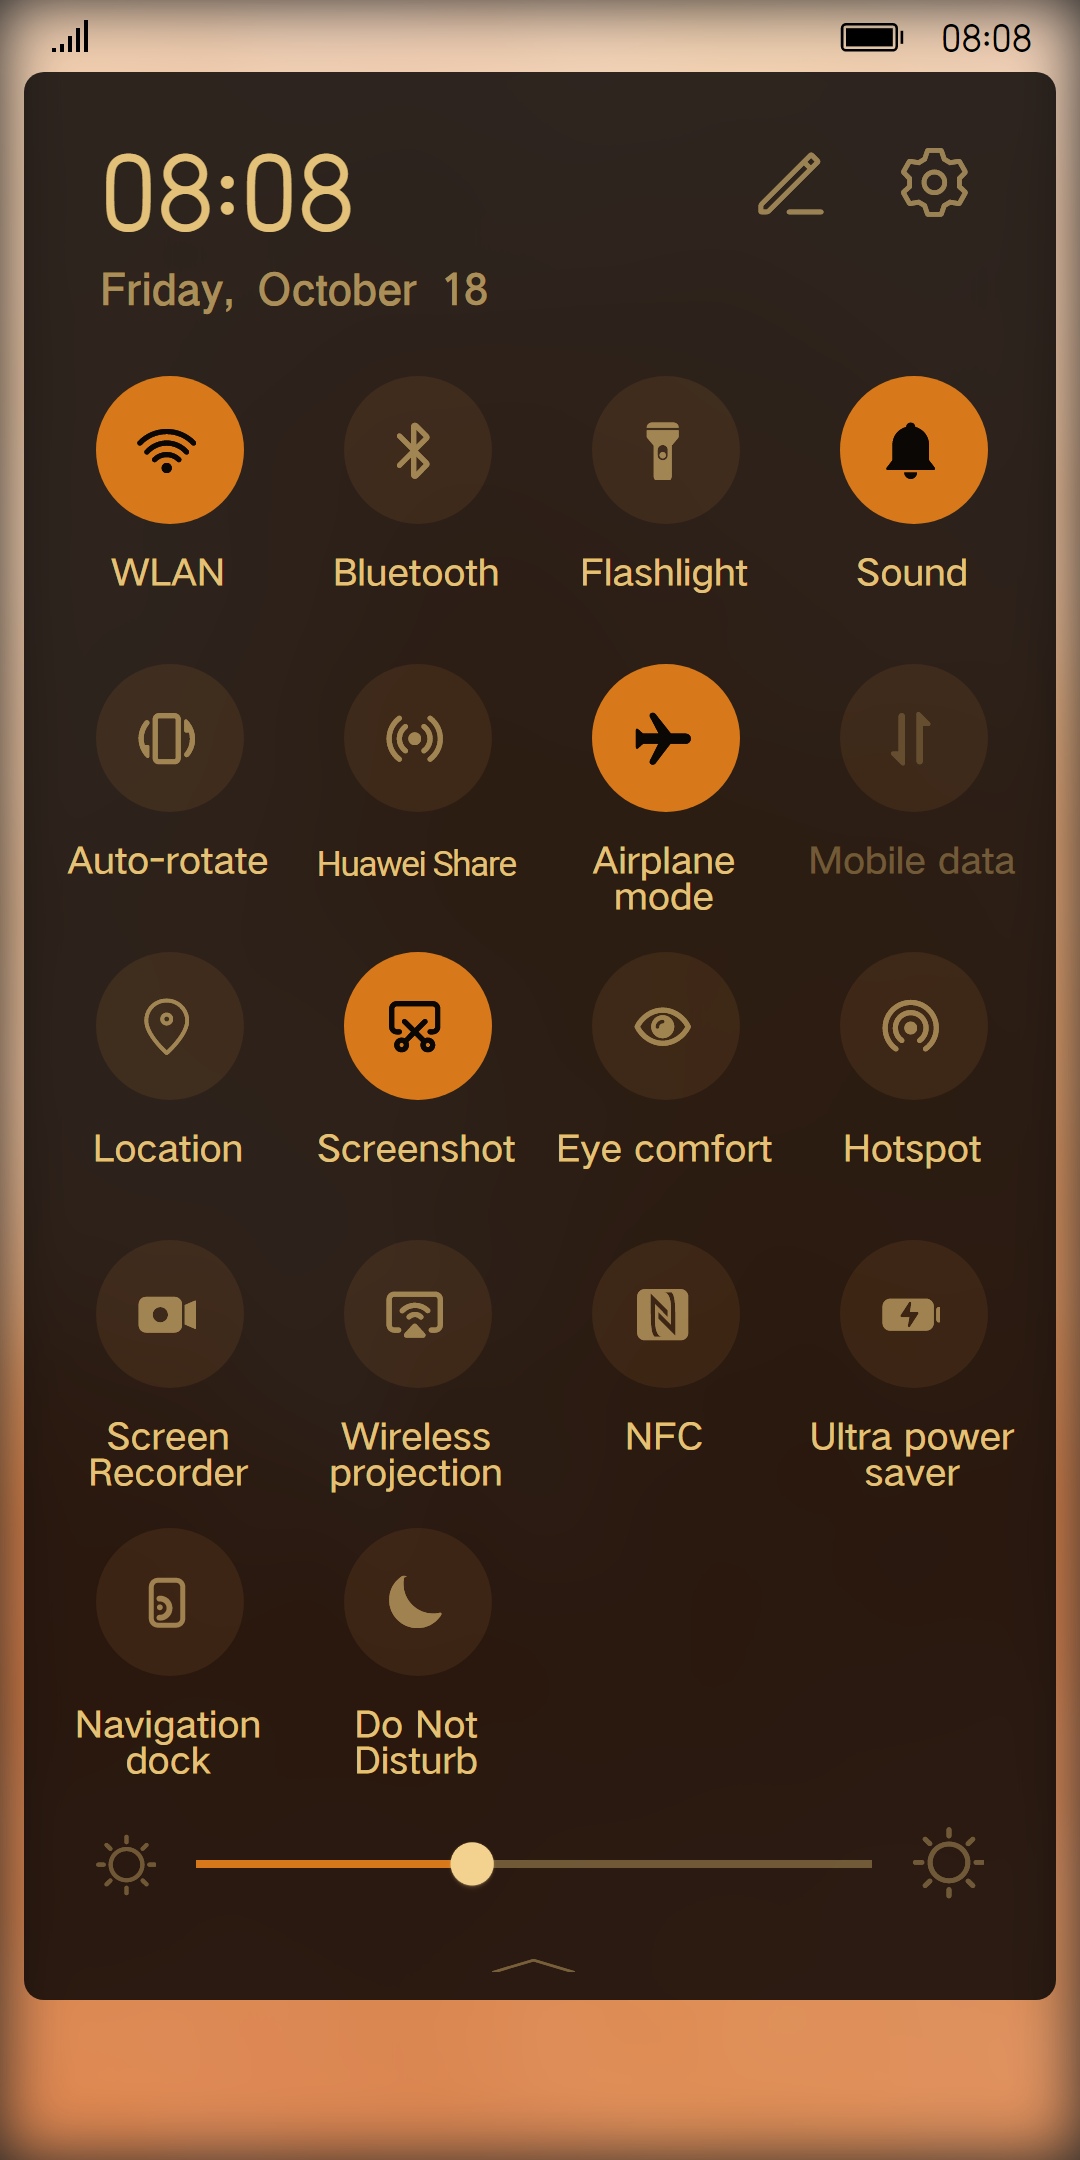 08:08
08:08
Friday, October 18
WLAN Bluetooth Flashlight Sound
Auto-rotate Huawei Share Airplane mode Mobile data
Location Screenshot Eye comfort Hotspot
Screen Recorder Wireless projection NFC Ultra power saver
Navigation dock Do Not Disturb